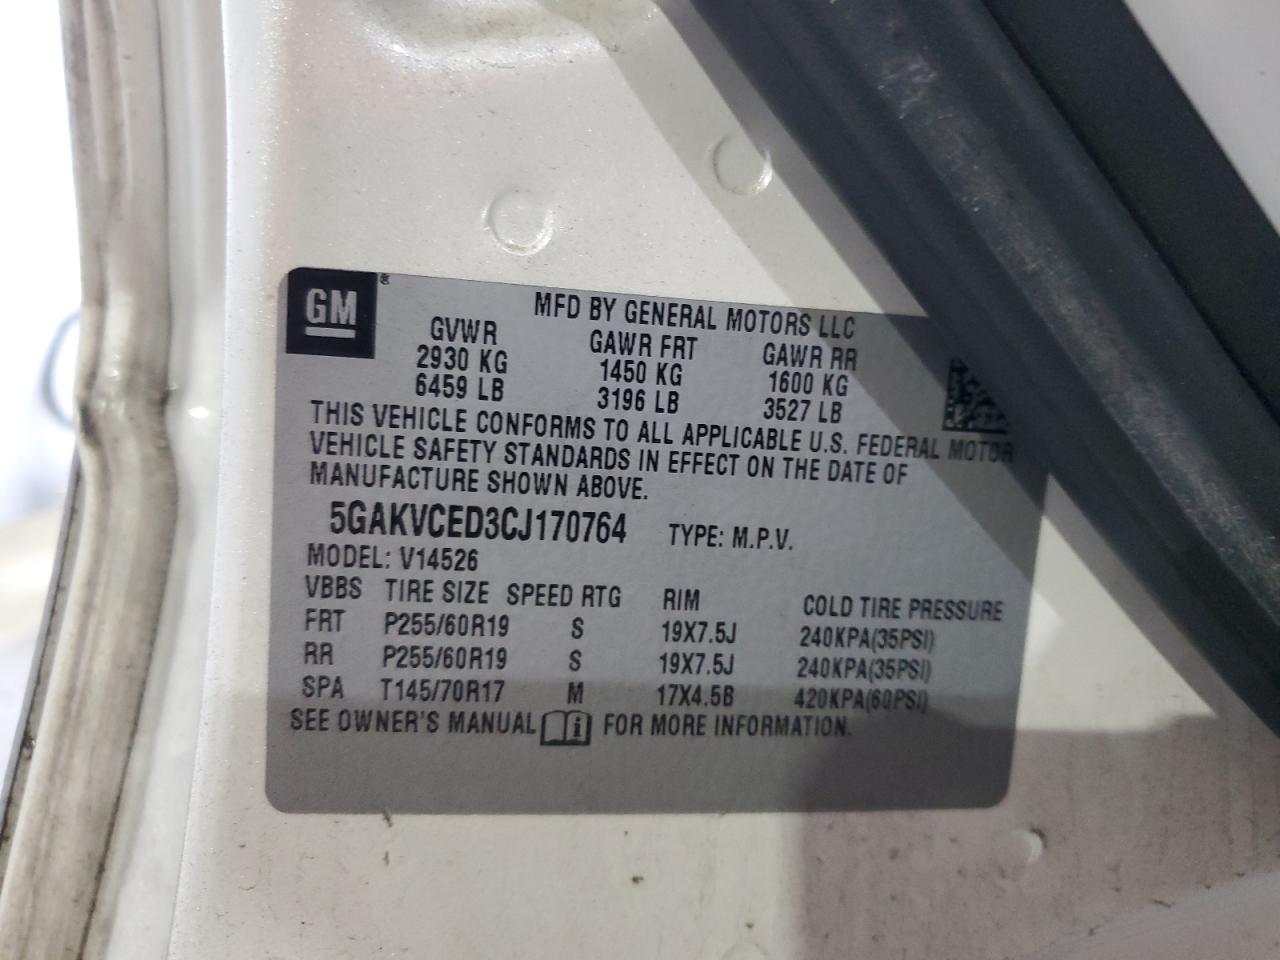 GM ®
MFD BY GENERAL MOTORS LLC
GVWR GAWR FRT GAWR RR
2930 KG 1450 KG 1600 KG
6459 LB 3196 LB 3527 LB
THIS VEHICLE CONFORMS TO ALL APPLICABLE U.S. FEDERAL MOTOR
VEHICLE SAFETY STANDARDS IN EFFECT ON THE DATE OF
MANUFACTURE SHOWN ABOVE.
5GAKVCED3CJ170764 TYPE: M.P.V.
MODEL: V14526
VBBS TIRE SIZE SPEED RTG RIM COLD TIRE PRESSURE
FRT P255/60R19 S 19X7.5J 240KPA(35PSI)
RR P255/60R19 S 19X7.5J 240KPA(35PSI)
SPA T145/70R17 M 17X4.5B 420KPA(60PSI)
SEE OWNER'S MANUAL i FOR MORE INFORMATION.